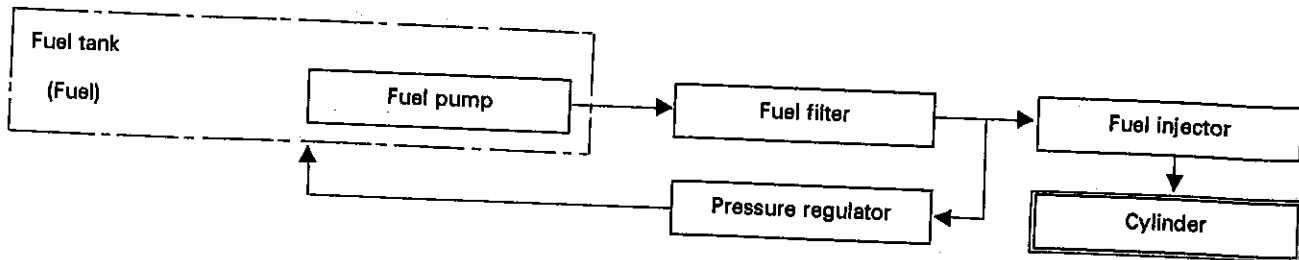 Fuel tank
(Fuel)
Fuel pump
Fuel filter
Fuel injector
Pressure regulator
Cylinder